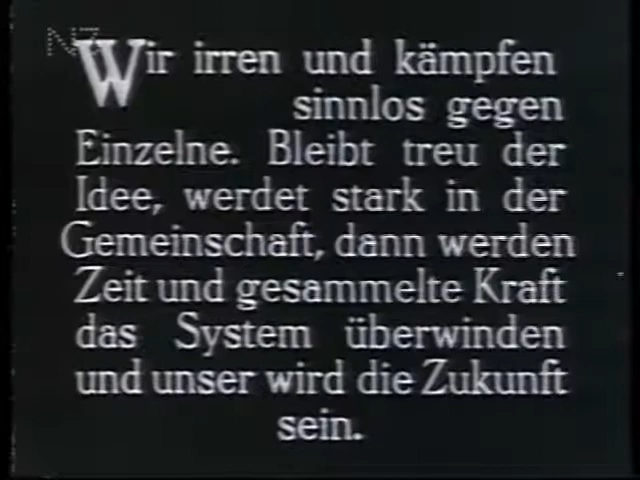 N3
Wir irren und kämpfen
sinnlos gegen
Einzelne. Bleibt treu der
Idee, werdet stark in der
Gemeinschaft, dann werden
Zeit und gesammelte Kraft
das System überwinden
und unser wird die Zukunft
sein.